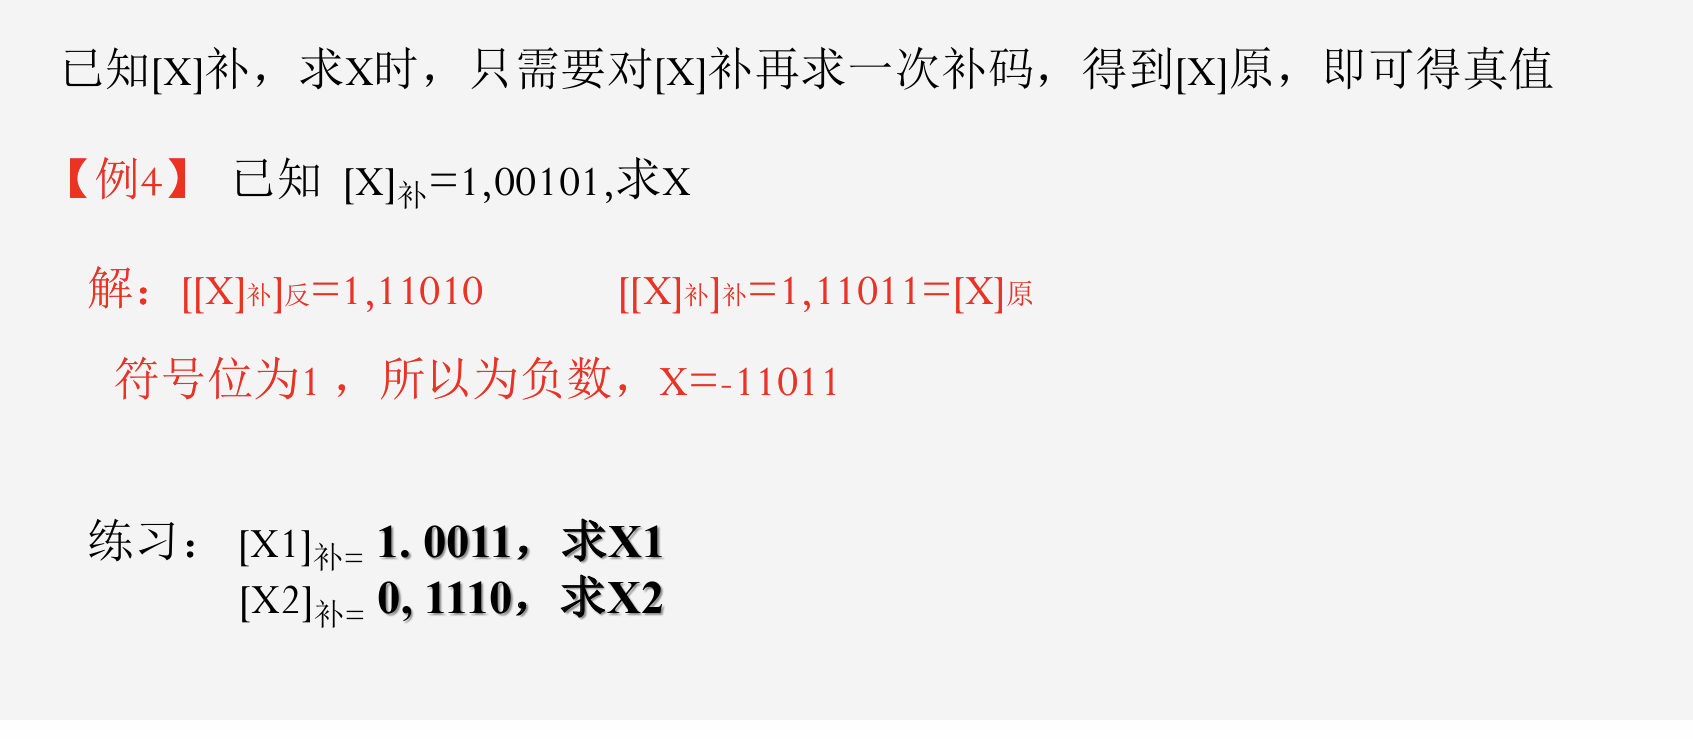 已知[X]补，求X时，只需要对[X]补再求一次补码，得到[X]原，即可得真值
【例4】 已知 [X]补=1,00101,求X
解：[[X]补]反=1,11010 [[X]补]补=1,11011=[X]原
符号位为1 ，所以为负数，X=-11011
练习： [X1]补= 1. 0011，求X1
[X2]补= 0, 1110，求X2